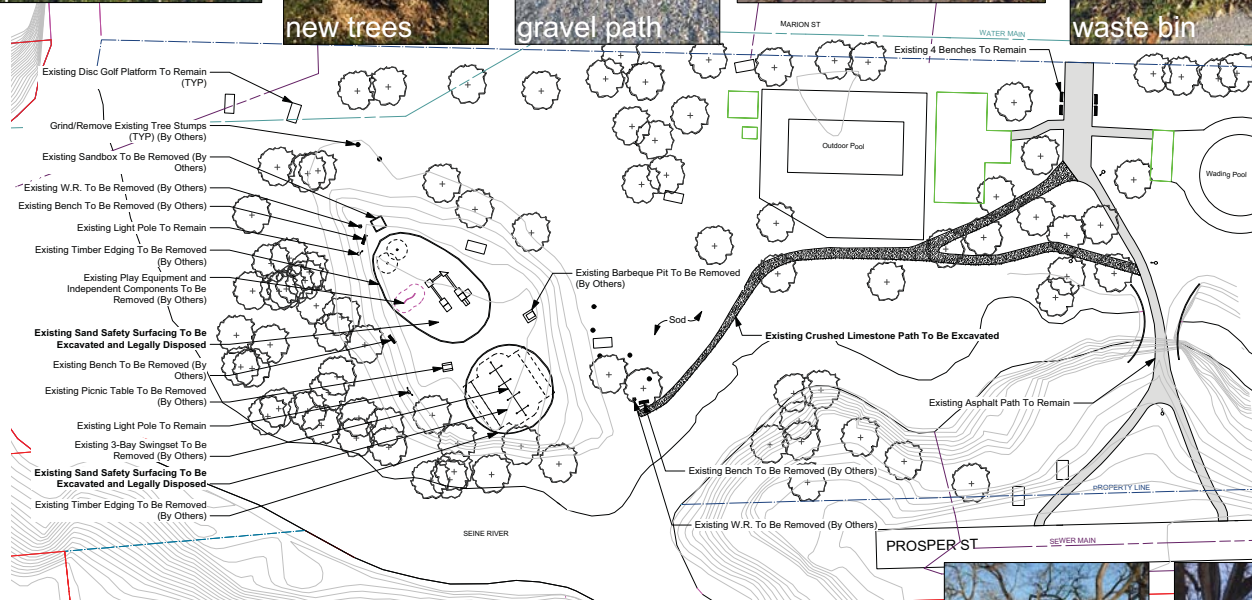 new trees
gravel path
waste bin
MARION ST
WATER MAIN
Existing 4 Benches To Remain
Existing Disc Golf Platform To Remain
(TYP)
Grind/Remove Existing Tree Stumps
(TYP) (By Others)
Existing Sandbox To Be Removed (By
Others)
Existing W.R. To Be Removed (By Others)
Existing Bench To Be Removed (By Others)
Existing Light Pole To Remain
Existing Timber Edging To Be Removed
(By Others)
Existing Play Equipment and
Independent Components To Be
Removed (By Others)
Existing Sand Safety Surfacing To Be
Excavated and Legally Disposed
Existing Bench To Be Removed (By
Others)
Existing Picnic Table To Be Removed
(By Others)
Existing Light Pole To Remain
Existing 3-Bay Swingset To Be
Removed (By Others)
Existing Sand Safety Surfacing To Be
Excavated and Legally Disposed
Existing Timber Edging To Be Removed
(By Others)
Outdoor Pool
Wading Pool
Existing Barbeque Pit To Be Removed
(By Others)
Sod
Existing Crushed Limestone Path To Be Excavated
Existing Asphalt Path To Remain
Existing Bench To Be Removed (By Others)
PROPERTY LINE
Existing W.R. To Be Removed (By Others)
SEINE RIVER
PROSPER ST
SEWER MAIN